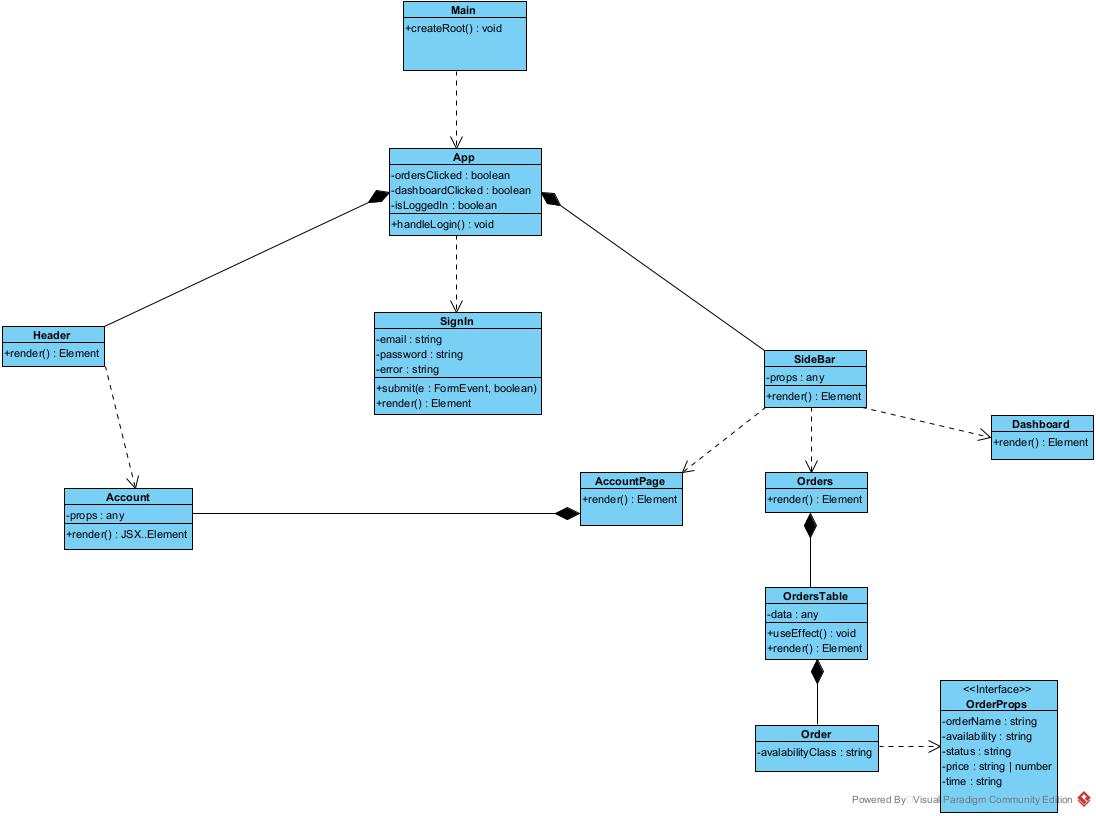 Main
+createRoot() : void
App
-ordersClicked : boolean
-dashboardClicked : boolean
-isLoggedIn : boolean
+handleLogin() : void
Header
+render() : Element
SignIn
-email : string
-password : string
-error : string
+submit(e : FormEvent, boolean)
+render() : Element
SideBar
-props : any
+render() : Element
Dashboard
+render() : Element
Account
-props : any
+render() : JSX..Element
AccountPage
+render() : Element
Orders
+render() : Element
OrdersTable
-data : any
+useEffect() : void
+render() : Element
Order
-avalabilityClass : string
<<Interface>>
OrderProps
-orderName : string
-availability : string
-status : string
-price : string | number
-time : string
Powered By Visual Paradigm Community Edition